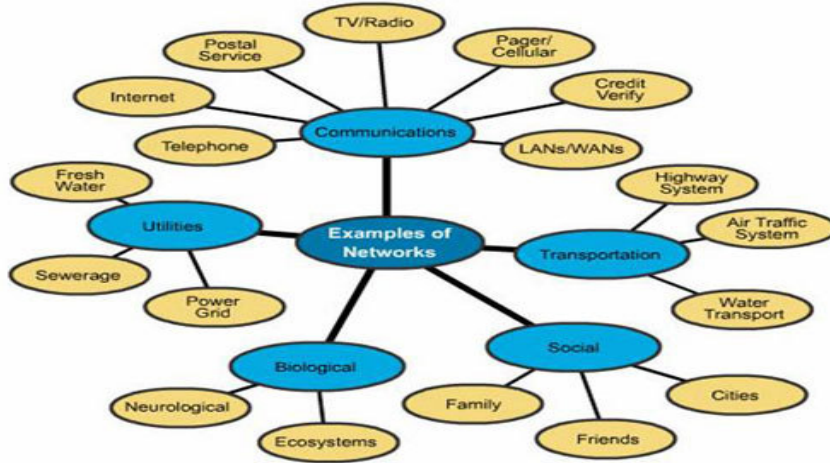 TV/Radio
Postal
Service
Pager/
Cellular
Internet
Credit
Verify
Communications
Telephone
LANs/WANs
Fresh
Water
Highway
System
Utilities
Examples of
Networks
Air Traffic
System
Transportation
Sewerage
Power
Grid
Water
Transport
Biological
Social
Neurological
Family
Cities
Ecosystems
Friends